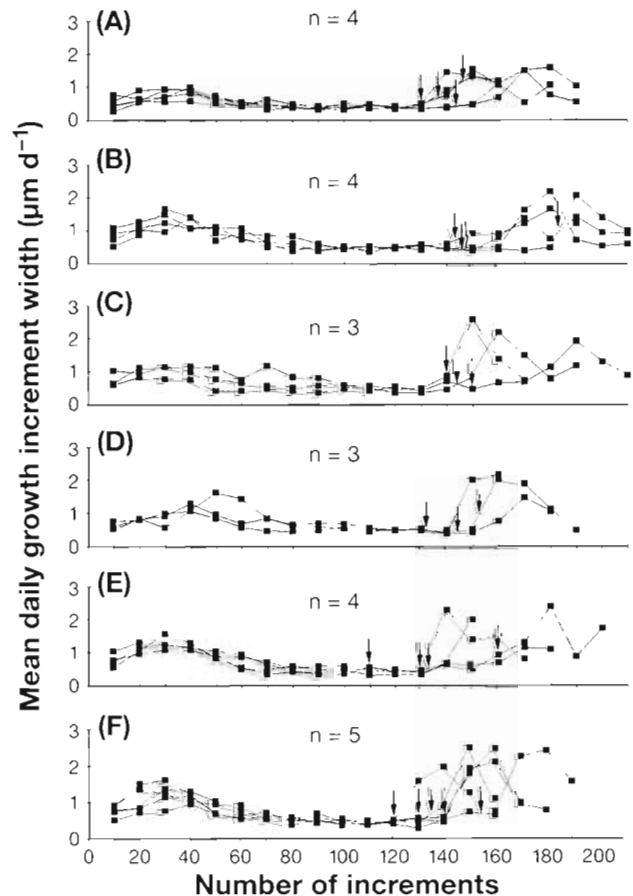 Mean daily growth increment width (μm d⁻¹)
(A)
n = 4
3
2
1
0
(B)
n = 4
3
2
1
0
(C)
n = 3
3
2
1
0
(D)
n = 3
3
2
1
0
(E)
n = 4
3
2
1
0
(F)
n = 5
3
2
1
0
0 20 40 60 80 100 120 140 160 190 200
Number of increments